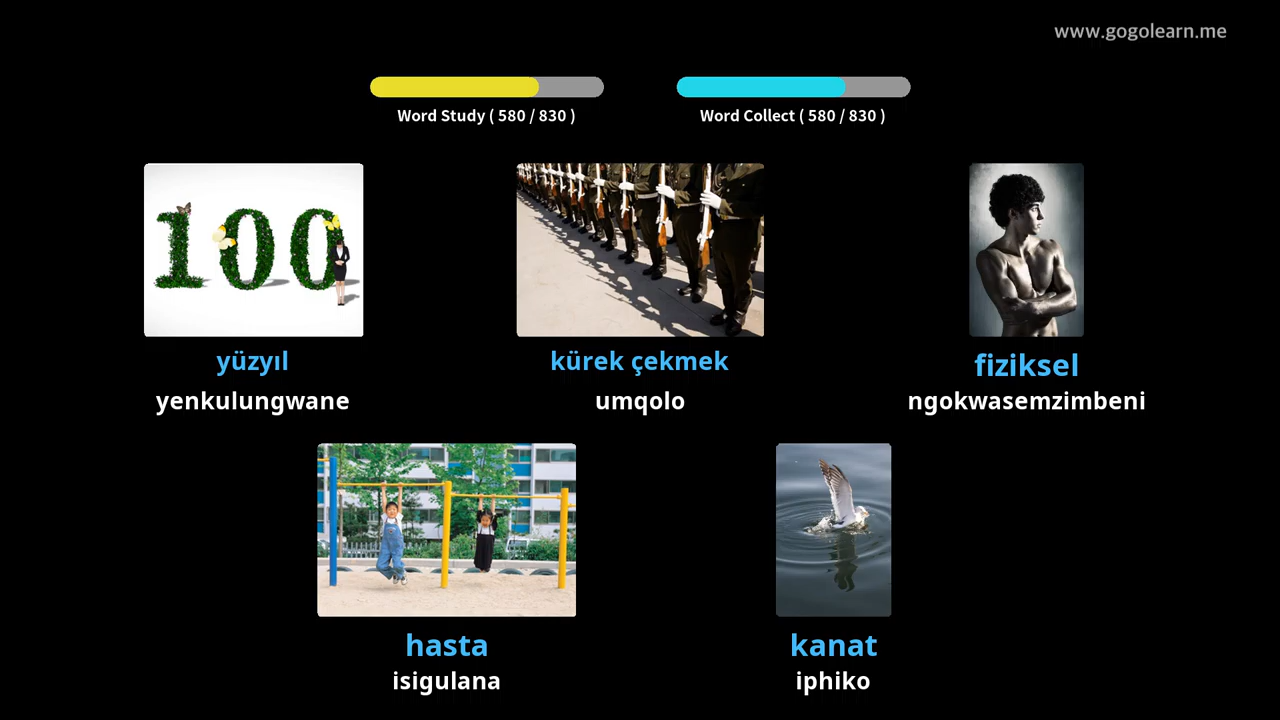 www.gogolearn.me
Word Study ( 580 / 830 )
Word Collect ( 580 / 830 )
100
yüzyıl
yenkulungwane
kürek çekmek
umqolo
fiziksel
ngokwasemzimbeni
hasta
isigulana
kanat
iphiko